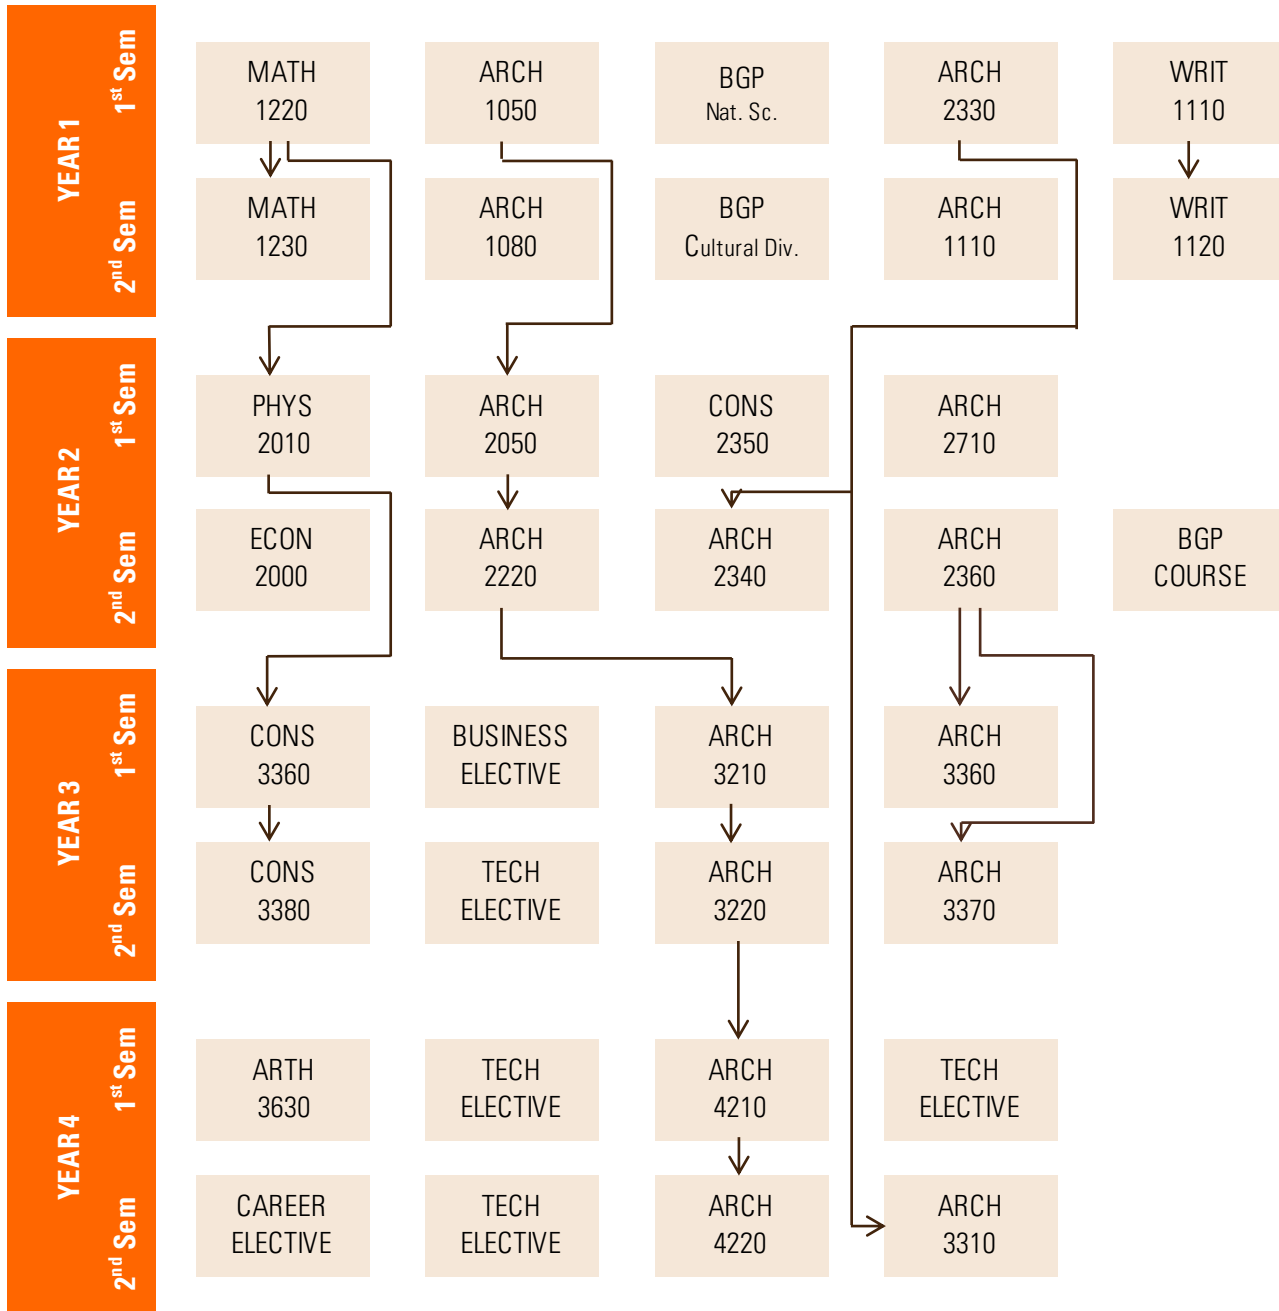 YEAR 1
1st Sem
MATH
1220
ARCH
1050
BGP
Nat. Sc.
ARCH
2330
WRIT
1110
2nd Sem
MATH
1230
ARCH
1080
BGP
Cultural Div.
ARCH
1110
WRIT
1120
YEAR 2
1st Sem
PHYS
2010
ARCH
2050
CONS
2350
ARCH
2710
2nd Sem
ECON
2000
ARCH
2220
ARCH
2340
ARCH
2360
BGP
COURSE
YEAR 3
1st Sem
CONS
3360
BUSINESS
ELECTIVE
ARCH
3210
ARCH
3360
2nd Sem
CONS
3380
TECH
ELECTIVE
ARCH
3220
ARCH
3370
YEAR 4
1st Sem
ARTH
3630
TECH
ELECTIVE
ARCH
4210
TECH
ELECTIVE
2nd Sem
CAREER
ELECTIVE
TECH
ELECTIVE
ARCH
4220
ARCH
3310